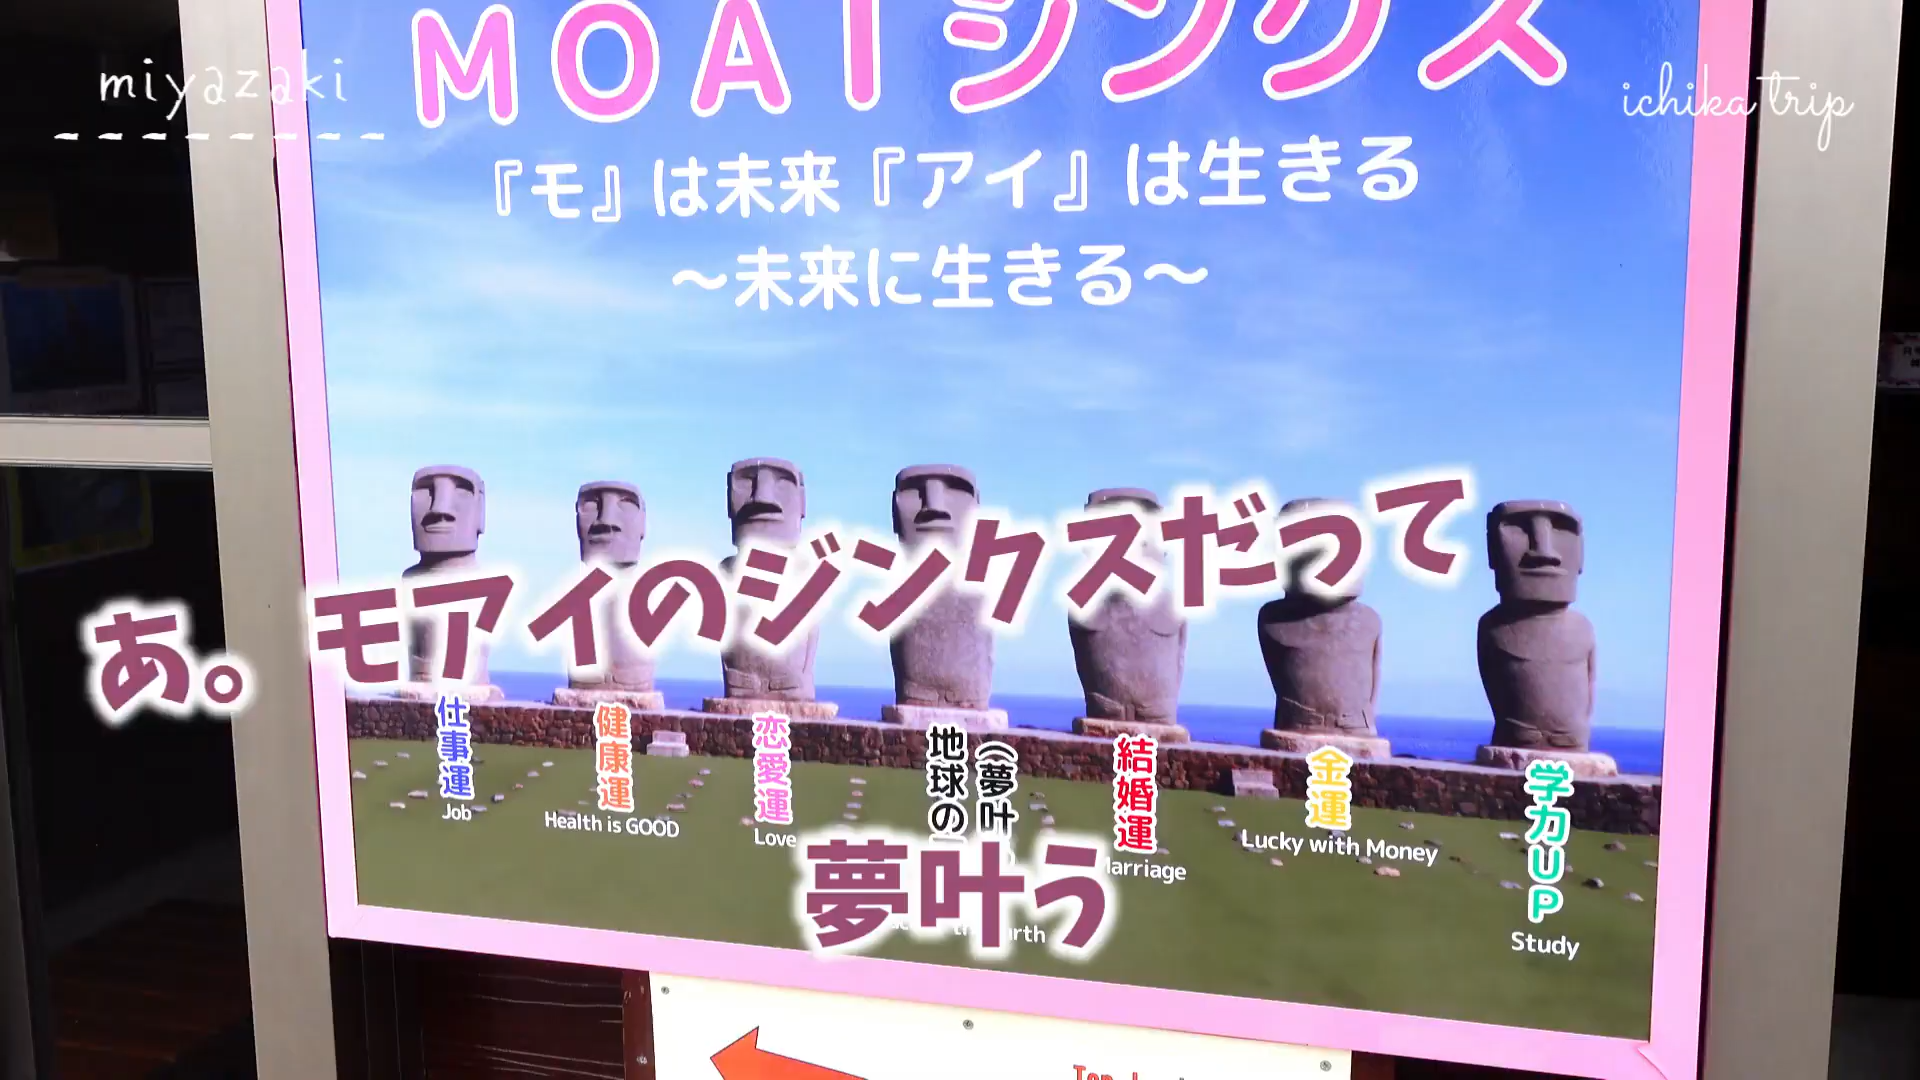 MOAIジンクス
miyazaki
ichika trip
『モ』は未来『アイ』は生きる
～未来に生きる～
あ。モアイのジンクスだって
仕事運
Job
健康運
Health is GOOD
恋愛運
Love
(夢叶
地球の
結婚運
Marriage
金運
Lucky with Money
学力UP
Study
夢叶う